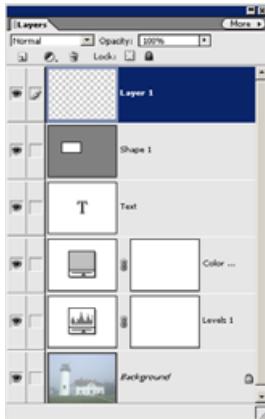 Layers
More
Normal Opacity: 100%
Lock:
Layer 1
Shape 1
T Text
Color ...
Levels 1
Background